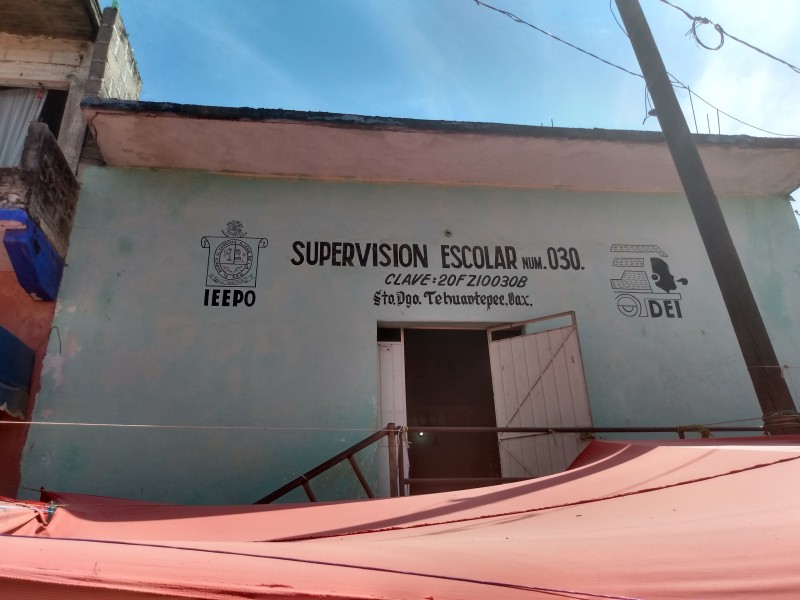 SUPERVISION ESCOLAR NUM. 030.
CLAVE: 20FZI0030B
Sto. Dgo. Tehuantepec. Oax.
IEEPO
DEI